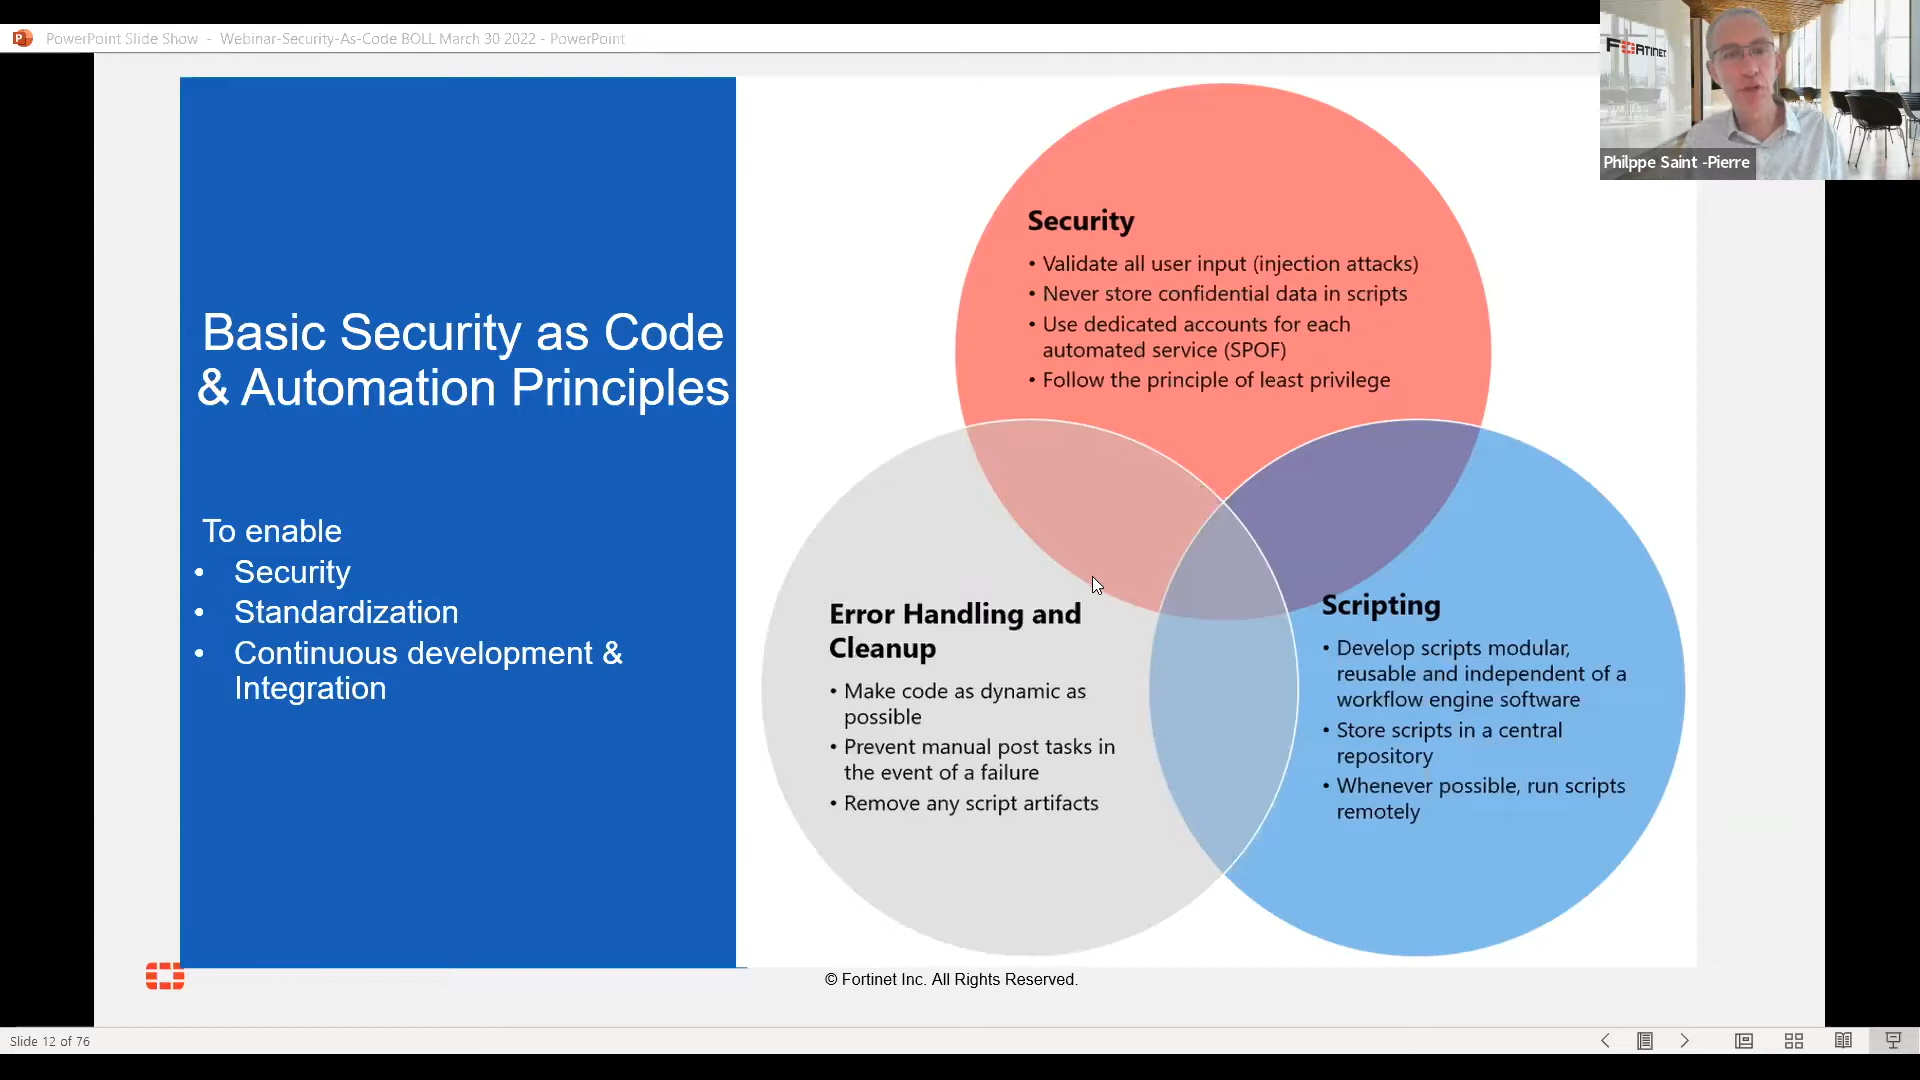 PowerPoint Slide Show - Webinar-Security-As-Code BOLL March 30 2022 - PowerPoint
FORTINET
Philppe Saint -Pierre
Basic Security as Code
& Automation Principles
To enable
• Security
• Standardization
• Continuous development &
Integration
Security
• Validate all user input (injection attacks)
• Never store confidential data in scripts
• Use dedicated accounts for each
automated service (SPOF)
• Follow the principle of least privilege
Error Handling and
Cleanup
• Make code as dynamic as
possible
• Prevent manual post tasks in
the event of a failure
• Remove any script artifacts
Scripting
• Develop scripts modular,
reusable and independent of a
workflow engine software
• Store scripts in a central
repository
• Whenever possible, run scripts
remotely
© Fortinet Inc. All Rights Reserved.
Slide 12 of 76